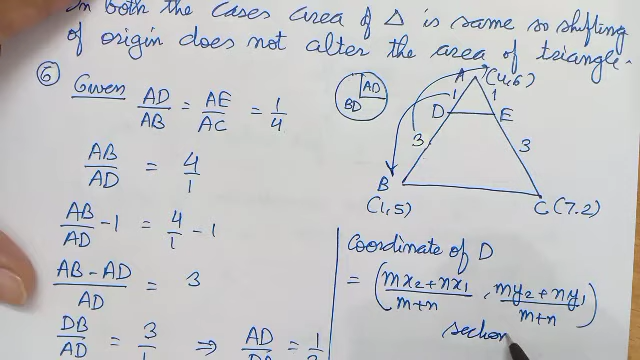 In both the cases area of Δ is same so shifting
of origin does not alter the area of triangle.
⑥ Given AD/AB = AE/AC = 1/4
AD
BD
A (4,6)
1 1
D E
3 3
B
(1,5)
C (7.2)
AB/AD = 4/1
AB/AD - 1 = 4/1 - 1
(AB - AD)/AD = 3
DB/AD = 3/1 ⇒ AD/DB = 1/3
Coordinate of D
= ((mx₂+nx₁)/(m+n), (my₂+ny₁)/(m+n))
section